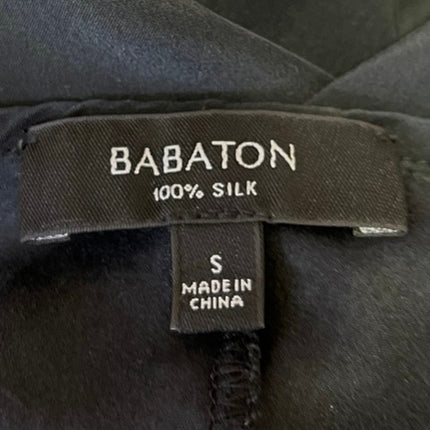 BABATON
100% SILK
S
MADE IN
CHINA